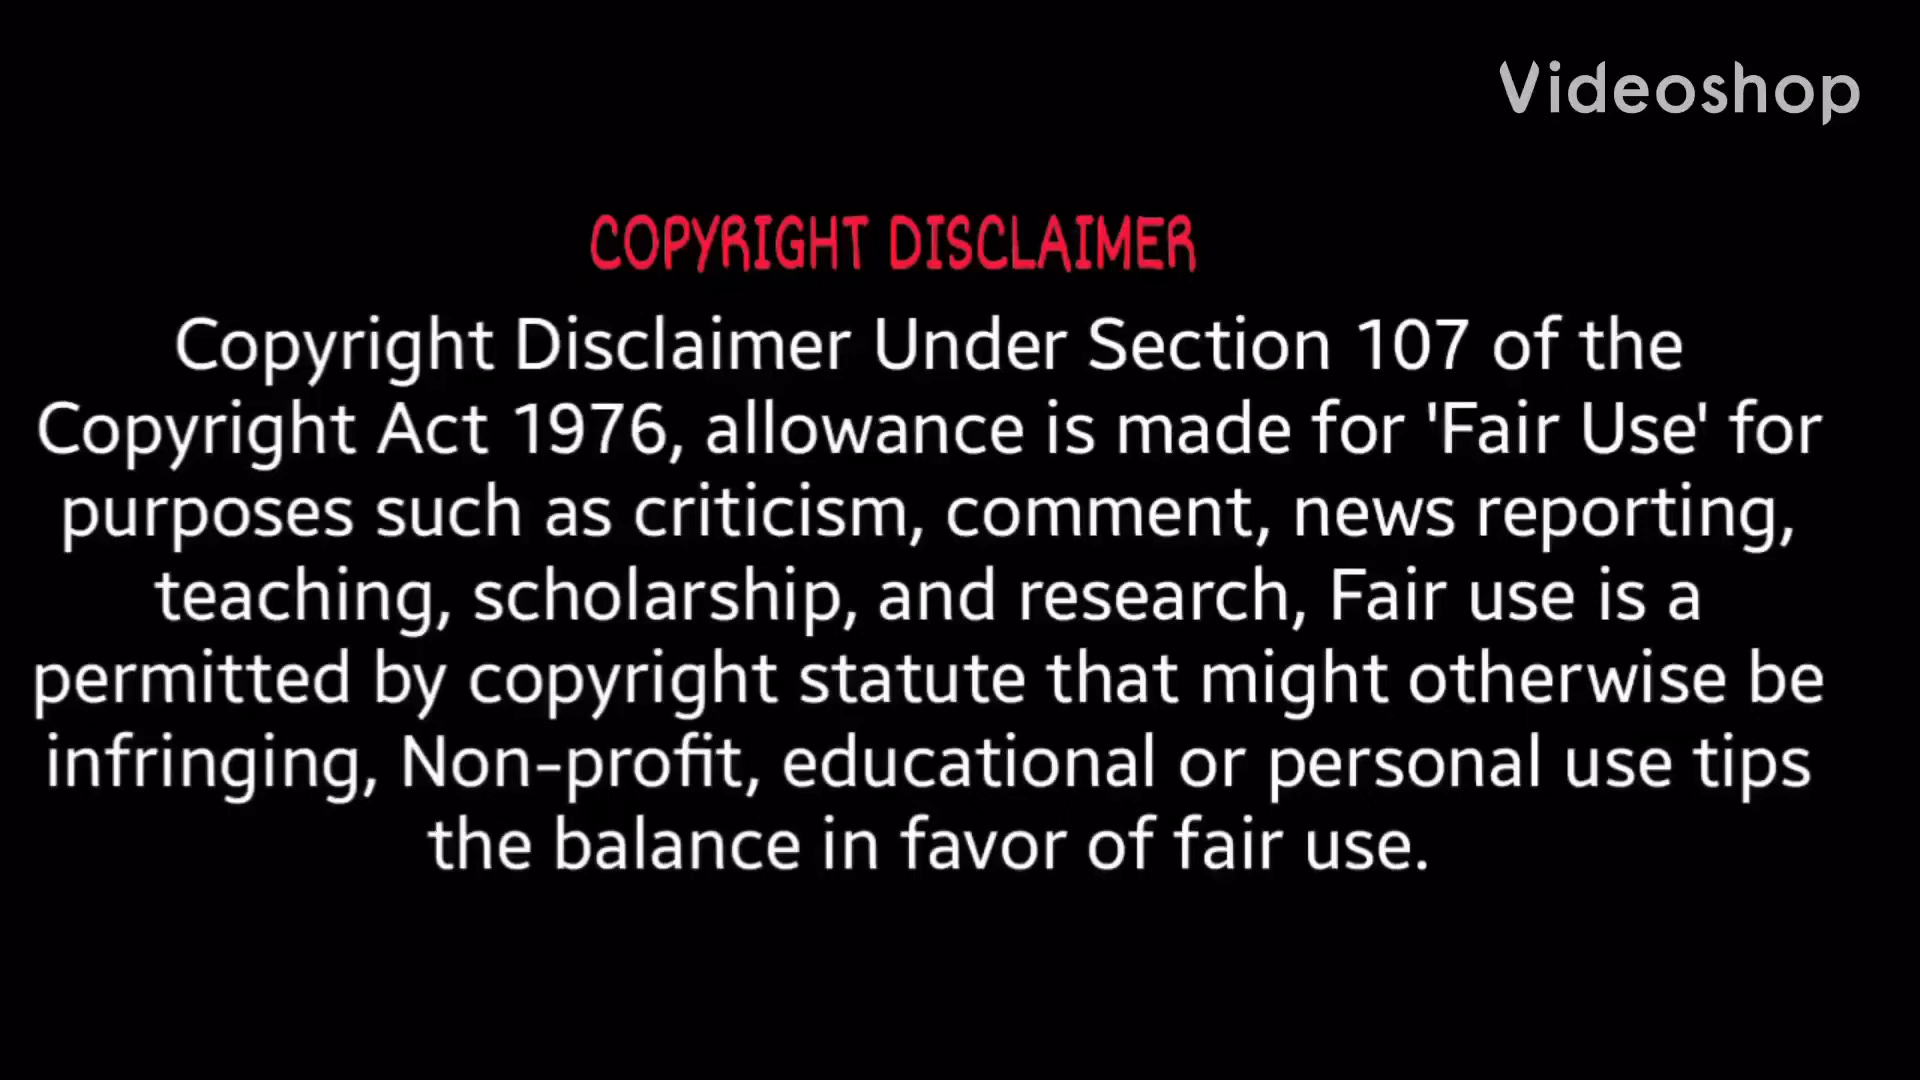 Videoshop
COPYRIGHT DISCLAIMER
Copyright Disclaimer Under Section 107 of the
Copyright Act 1976, allowance is made for 'Fair Use' for
purposes such as criticism, comment, news reporting,
teaching, scholarship, and research, Fair use is a
permitted by copyright statute that might otherwise be
infringing, Non-profit, educational or personal use tips
the balance in favor of fair use.